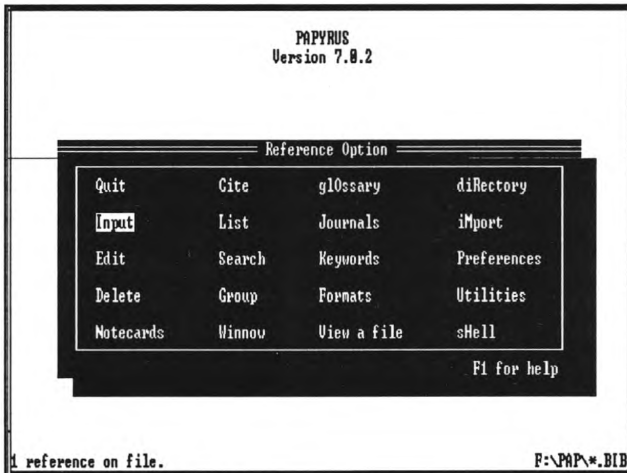 PAPYRUS
Version 7.0.2
Reference Option
Quit Cite glOssary diRectory
Input List Journals iMport
Edit Search Keywords Preferences
Delete Group Formats Utilities
Notecards Winnow View a file sHell
F1 for help
1 reference on file. F:\PAP\*.BIB